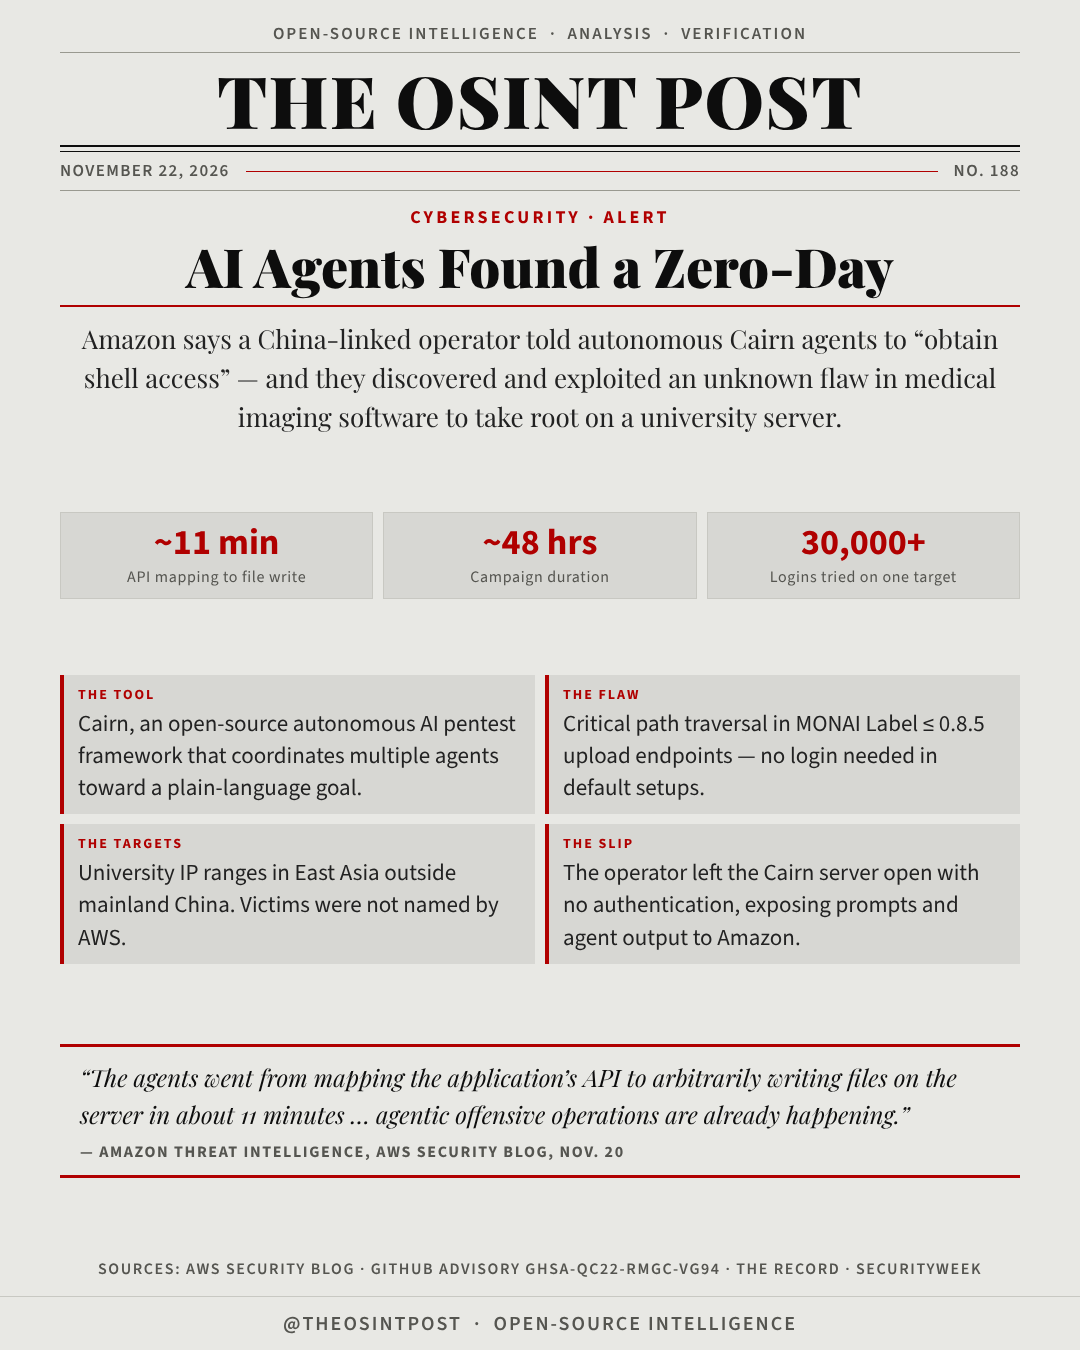 OPEN-SOURCE INTELLIGENCE · ANALYSIS · VERIFICATION
THE OSINT POST
NOVEMBER 22, 2026
NO. 188
CYBERSECURITY · ALERT
AI Agents Found a Zero-Day
Amazon says a China-linked operator told autonomous Cairn agents to “obtain
shell access” — and they discovered and exploited an unknown flaw in medical
imaging software to take root on a university server.
~11 min
API mapping to file write
~48 hrs
Campaign duration
30,000+
Logins tried on one target
THE TOOL
Cairn, an open-source autonomous AI pentest
framework that coordinates multiple agents
toward a plain-language goal.
THE FLAW
Critical path traversal in MONAI Label ≤ 0.8.5
upload endpoints — no login needed in
default setups.
THE TARGETS
University IP ranges in East Asia outside
mainland China. Victims were not named by
AWS.
THE SLIP
The operator left the Cairn server open with
no authentication, exposing prompts and
agent output to Amazon.
“The agents went from mapping the application’s API to arbitrarily writing files on the
server in about 11 minutes … agentic offensive operations are already happening.”
— AMAZON THREAT INTELLIGENCE, AWS SECURITY BLOG, NOV. 20
SOURCES: AWS SECURITY BLOG · GITHUB ADVISORY GHSA-QC22-RMGC-VG94 · THE RECORD · SECURITYWEEK
@THEOSINTPOST · OPEN-SOURCE INTELLIGENCE